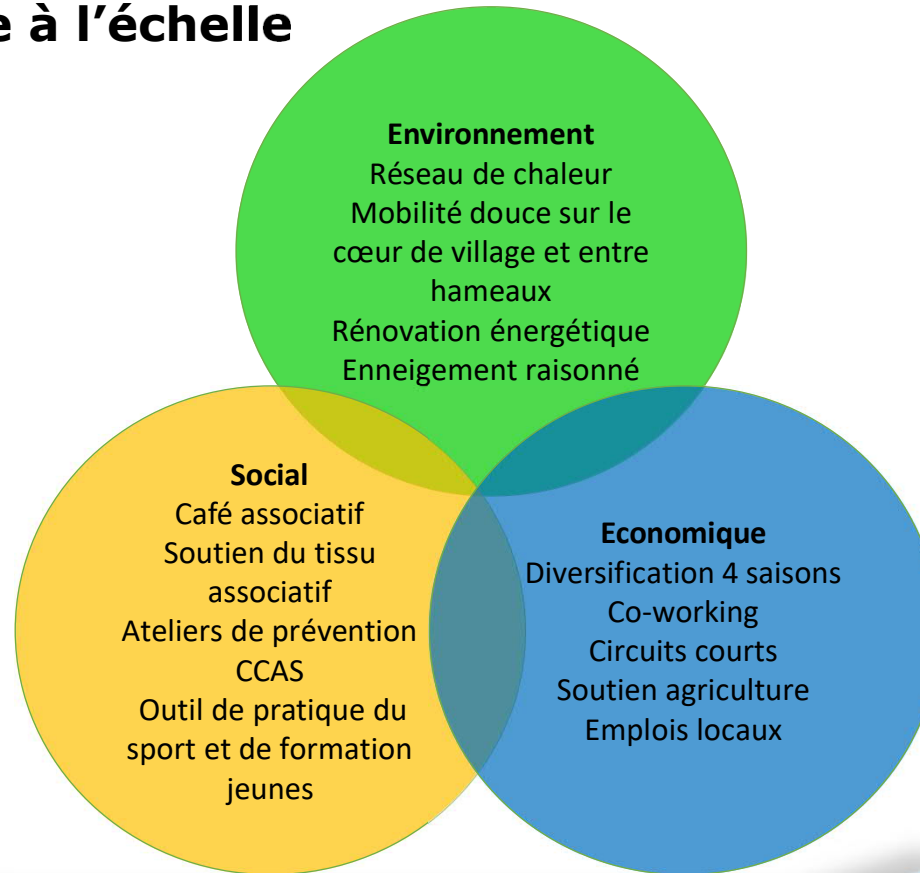 e à l’échelle
Environnement
Réseau de chaleur
Mobilité douce sur le
cœur de village et entre
hameaux
Rénovation énergétique
Enneigement raisonné
Social
Café associatif
Soutien du tissu
associatif
Ateliers de prévention
CCAS
Outil de pratique du
sport et de formation
jeunes
Economique
Diversification 4 saisons
Co-working
Circuits courts
Soutien agriculture
Emplois locaux